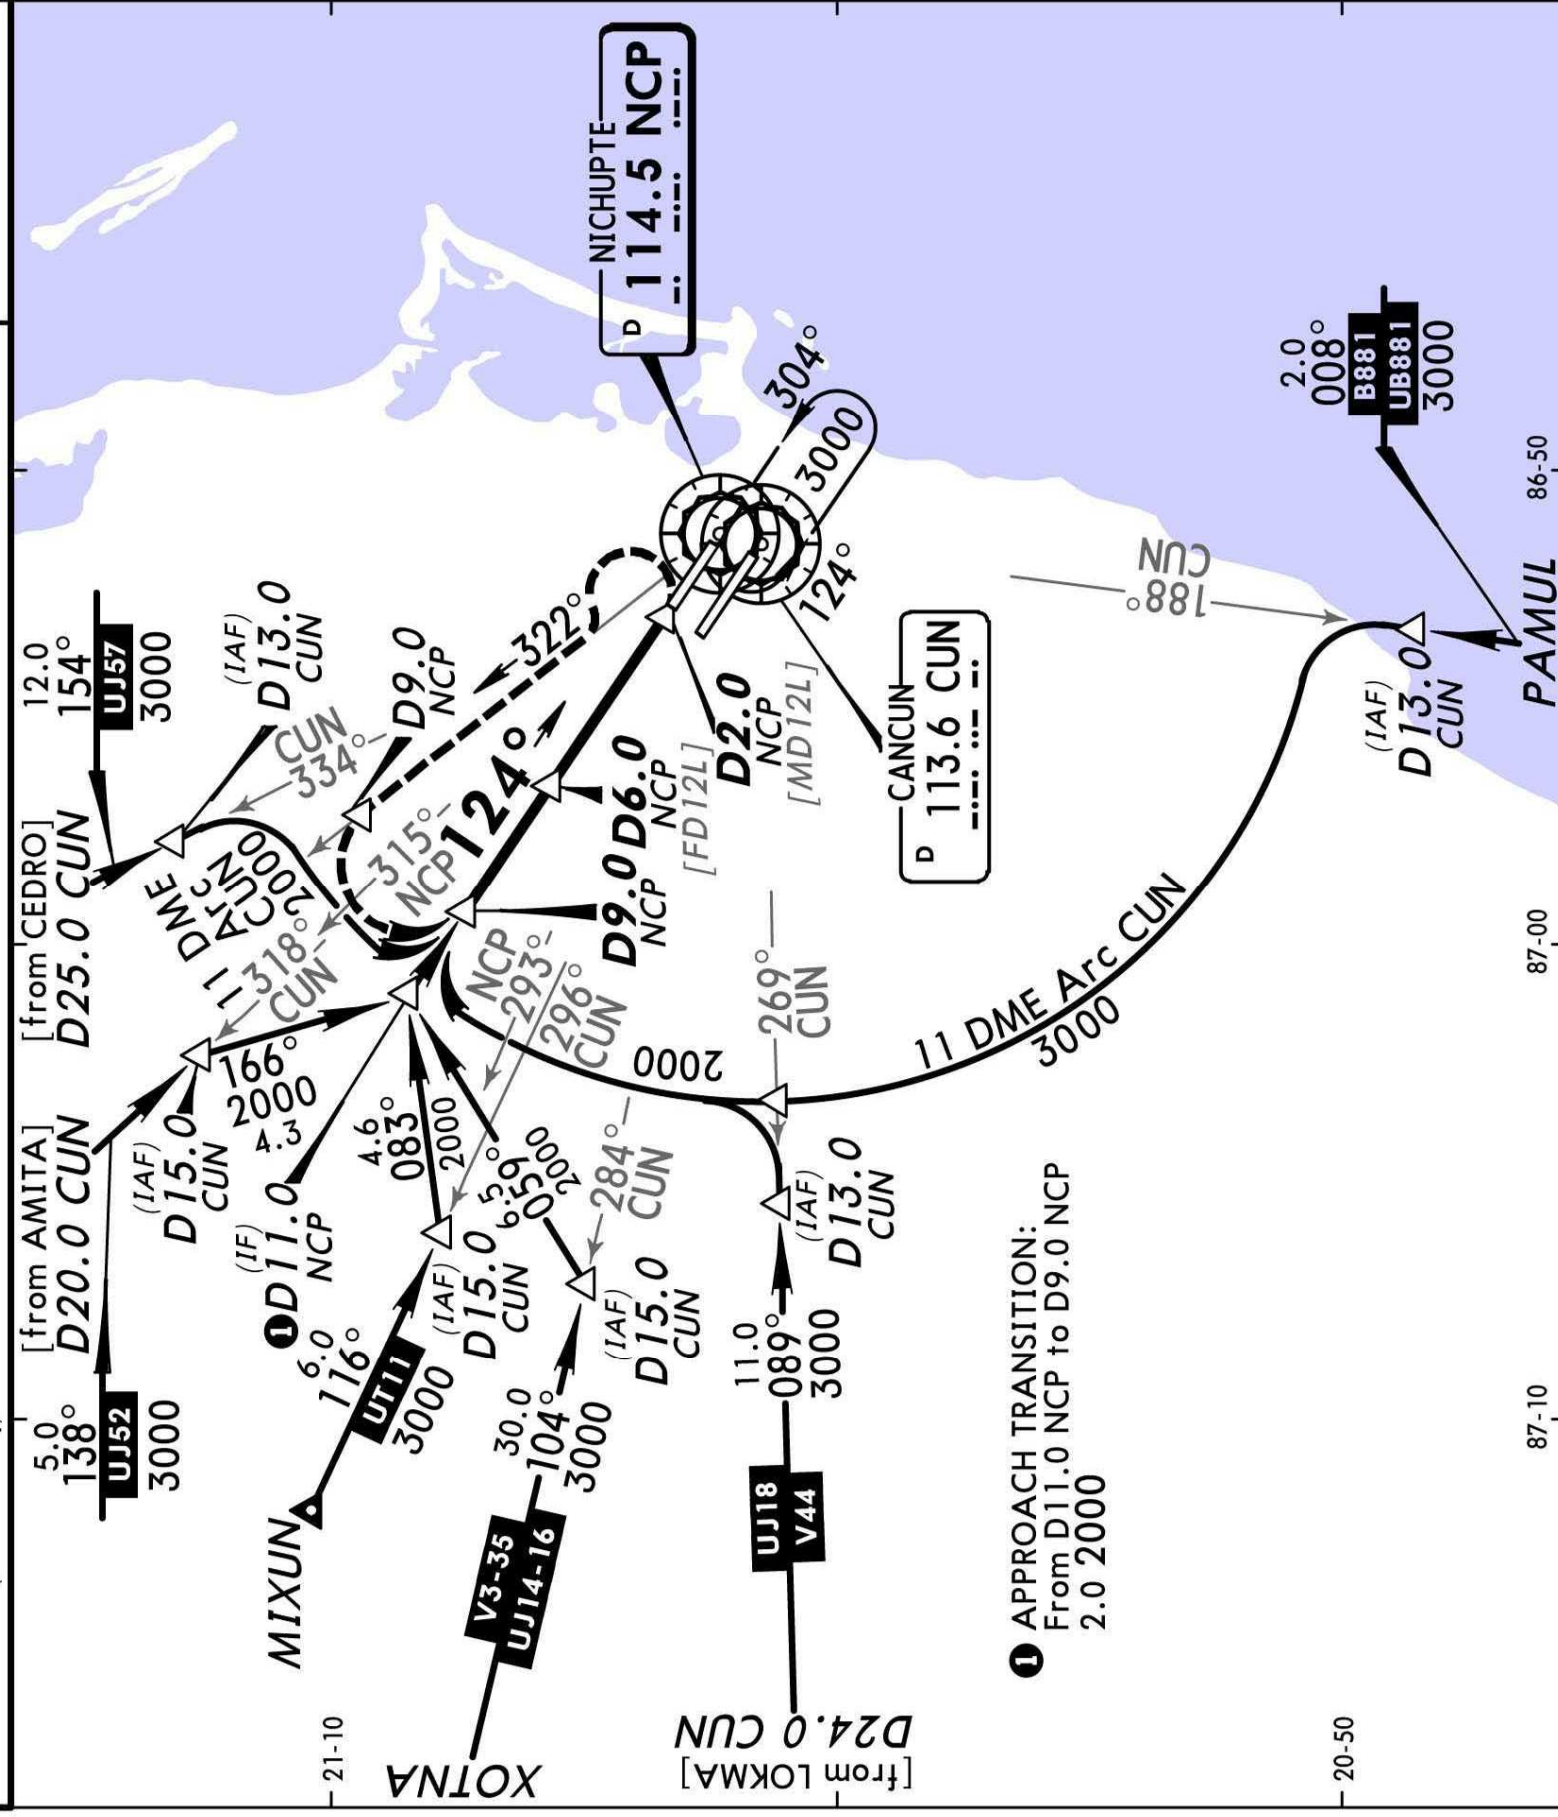 [from AMITA]
D20.0 CUN
[from CEDRO]
D25.0 CUN
5.0
138°
UJ52
3000
12.0
154°
UJ57
3000
(IAF)
D13.0
CUN
CUN
334°
D9.0
NCP
11 DME
Arc
CUN
2000
(IAF)
D15.0
CUN
318°
CUN
315°
NCP
166°
2000
4.3
(IF)
1 D11.0
NCP
322°
124°
NICHUPTE
D 114.5 NCP
MIXUN
6.0
116°
UT11
3000
4.6
083°
2000
(IAF)
D15.0
CUN
NCP
293°
296°
CUN
D9.0
NCP
D6.0
NCP
[FD12L]
D2.0
NCP
[MD12L]
304°
3000
124°
XOTNA
V3-35
UJ14-16
30.0
104°
3000
6.5
059°
2000
284°
CUN
(IAF)
D15.0
CUN
2000
269°
CUN
CANCUN
D 113.6 CUN
D24.0 CUN
[from LOKMA]
UJ18
V44
11.0
089°
3000
(IAF)
D13.0
CUN
11 DME Arc CUN
3000
188°
CUN
2.0
008°
B881
UB881
3000
(IAF)
D13.0
CUN
PAMUL
1 APPROACH TRANSITION:
From D11.0 NCP to D9.0 NCP
2.0 2000
21-10
20-50
87-10
87-00
86-50